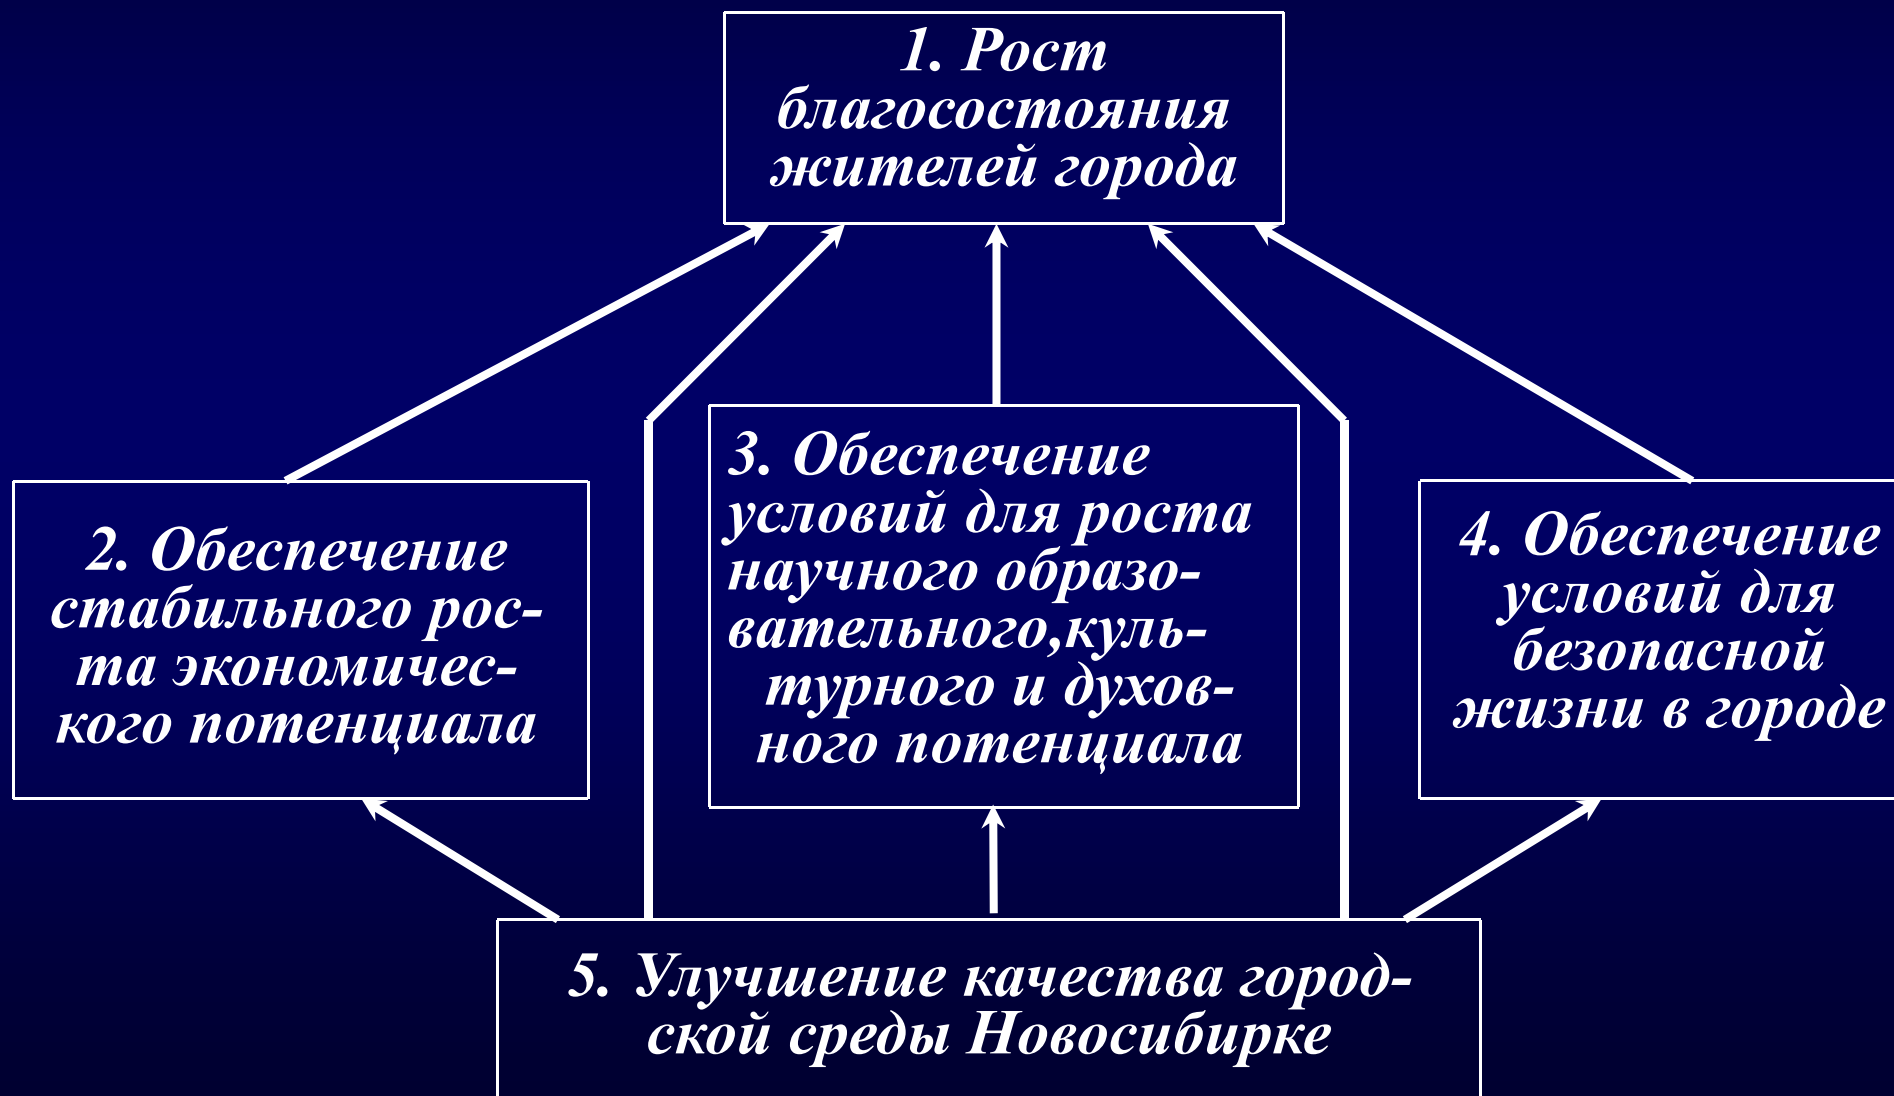 1. Рост
благосостояния
жителей города
2. Обеспечение
стабильного рос-
та экономичес-
кого потенциала
3. Обеспечение
условий для роста
научного образо-
вательного,куль-
турного и духов-
ного потенциала
4. Обеспечение
условий для
безопасной
жизни в городе
5. Улучшение качества город-
ской среды Новосибирке